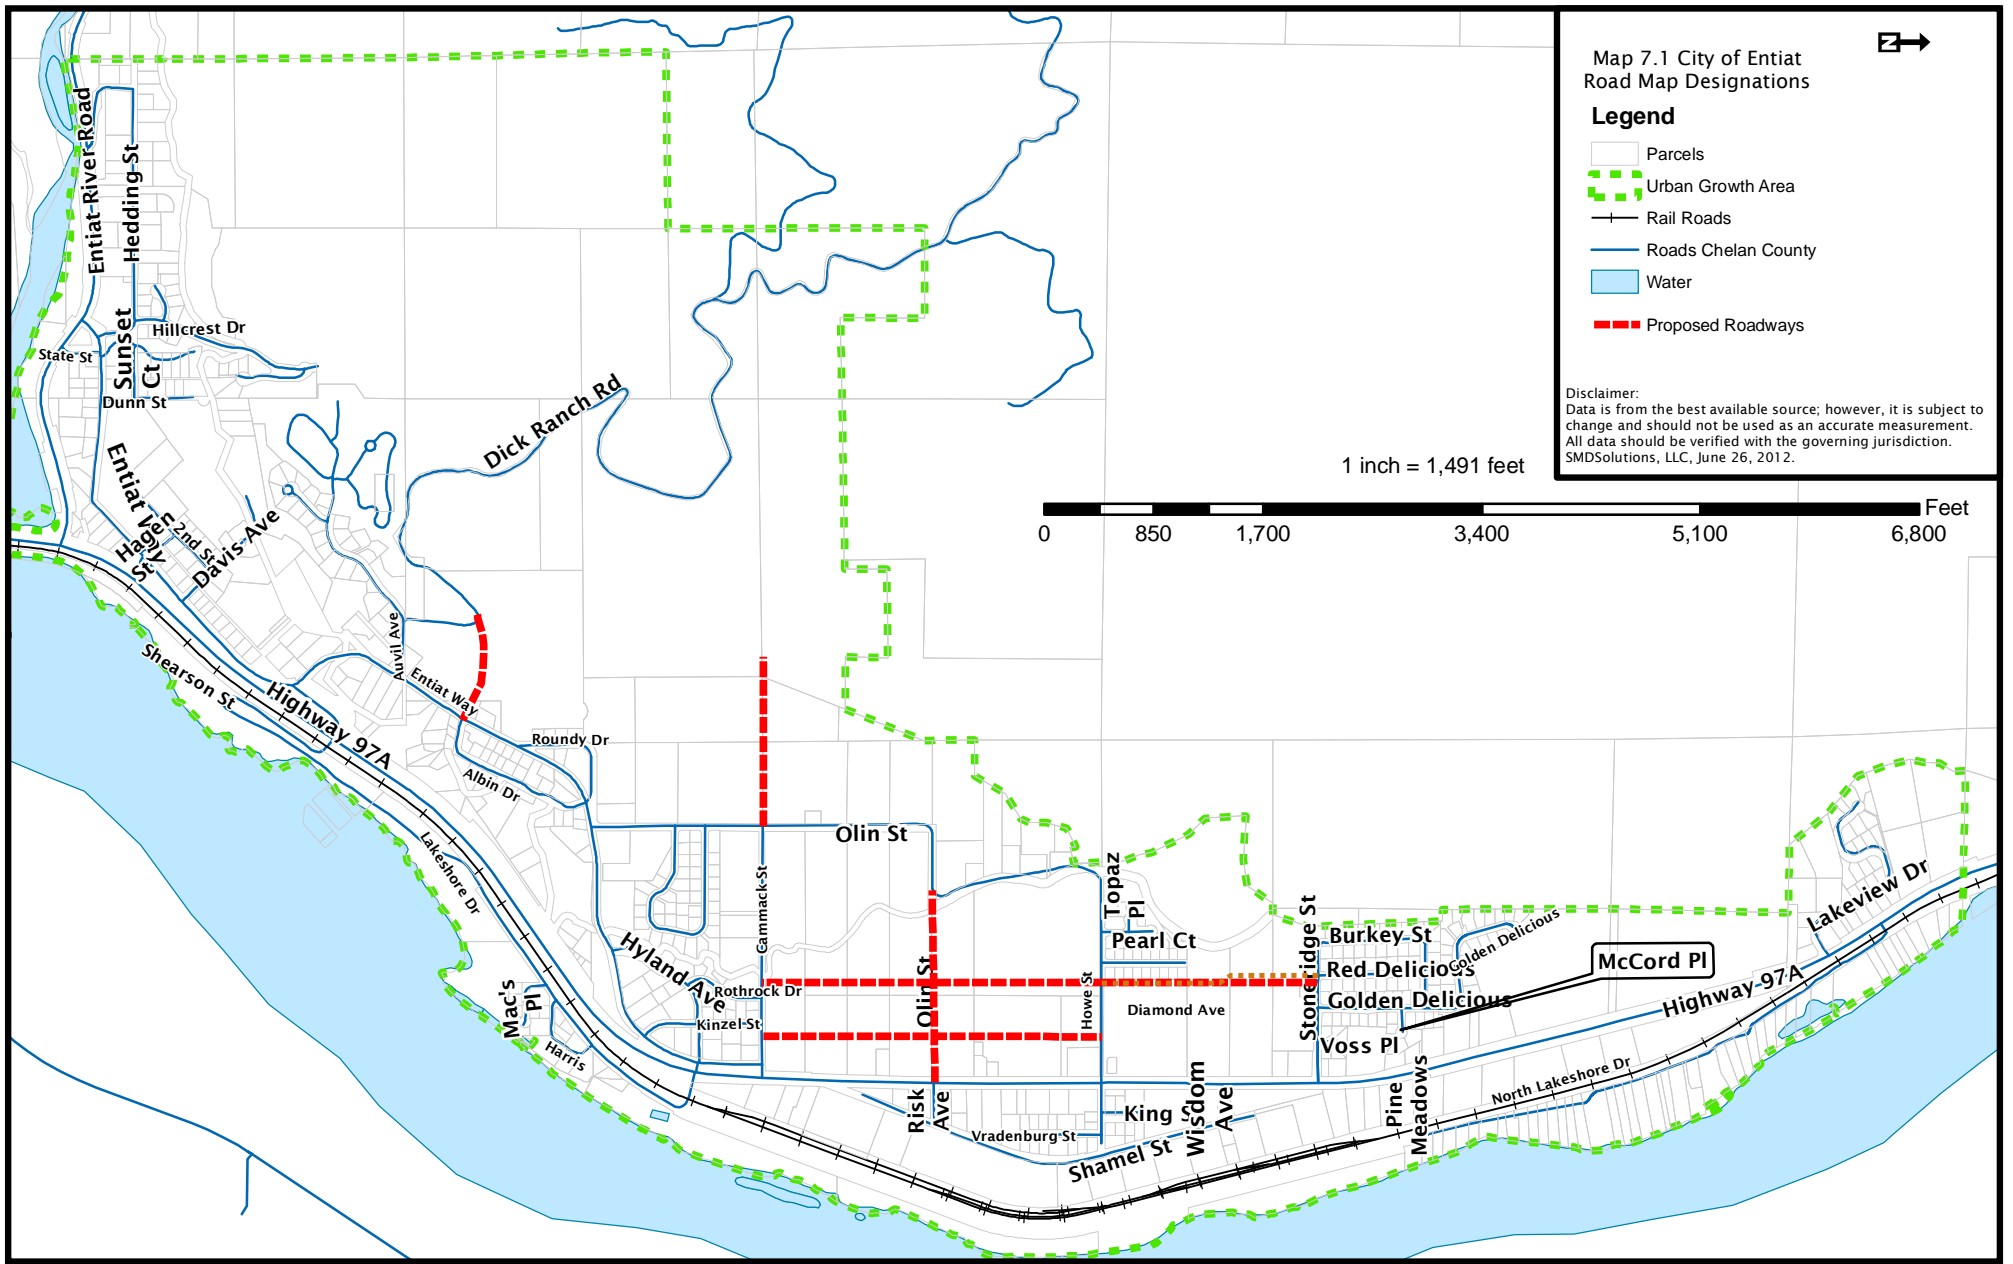 Map 7.1 City of Entiat
Road Map Designations
Legend
Parcels
Urban Growth Area
Rail Roads
Roads Chelan County
Water
Proposed Roadways
Disclaimer:
Data is from the best available source; however, it is subject to
change and should not be used as an accurate measurement.
All data should be verified with the governing jurisdiction.
SMDSolutions, LLC, June 26, 2012.
N
1 inch = 1,491 feet
Feet
0 850 1,700 3,400 5,100 6,800
Entiat River Road
Hedding St
Hillcrest Dr
State St
Sunset
Ct
Dunn St
Dick Ranch Rd
Entiat Way
Hagen
St
2nd St
Davis Ave
Auvil Ave
Entiat Way
Shearson St
Highway 97A
Roundy Dr
Albin Dr
Lakeshore Dr
Olin St
Cammack St
Topaz
Pl
Pearl Ct
Stoneridge St
Burkey St
Red Delicious
Golden Delicious
Golden Delicious
McCord Pl
Lakeview Dr
Highway 97A
Hyland Ave
Rothrock Dr
Kinzel St
Olin St
Howe St
Diamond Ave
Voss Pl
Mac's
Pl
Harris
Risk
Ave
Vradenburg St
King S
Shamel St
Wisdom
Ave
Pine
Meadows
North Lakeshore Dr